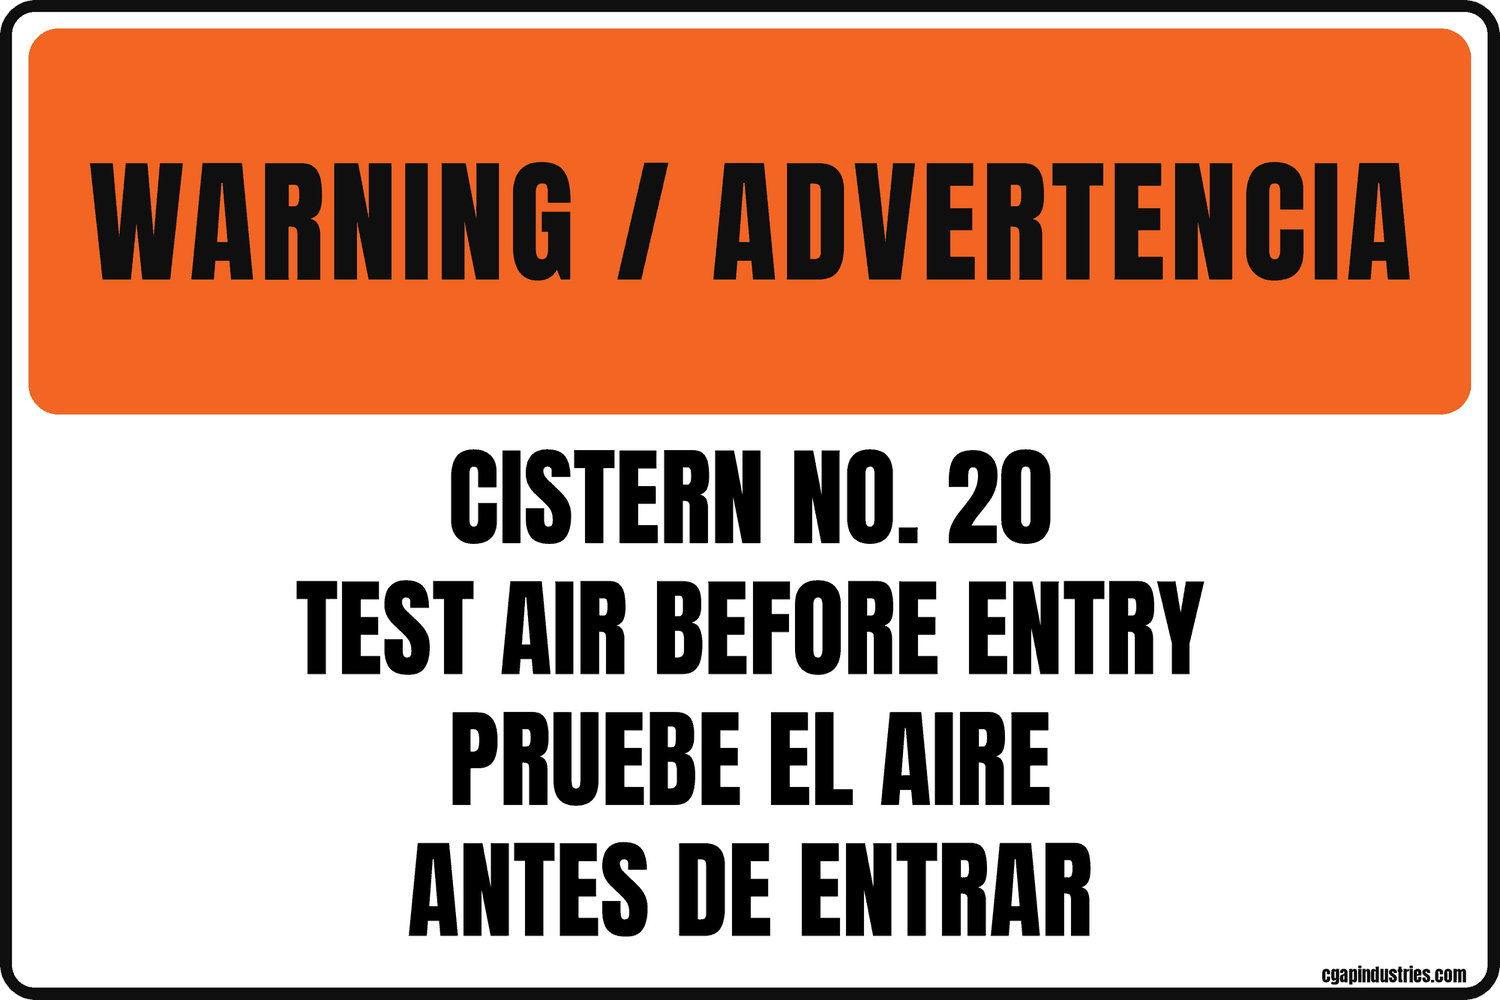 WARNING / ADVERTENCIA
CISTERN NO. 20
TEST AIR BEFORE ENTRY
PRUEBE EL AIRE
ANTES DE ENTRAR
cgapindustries.com